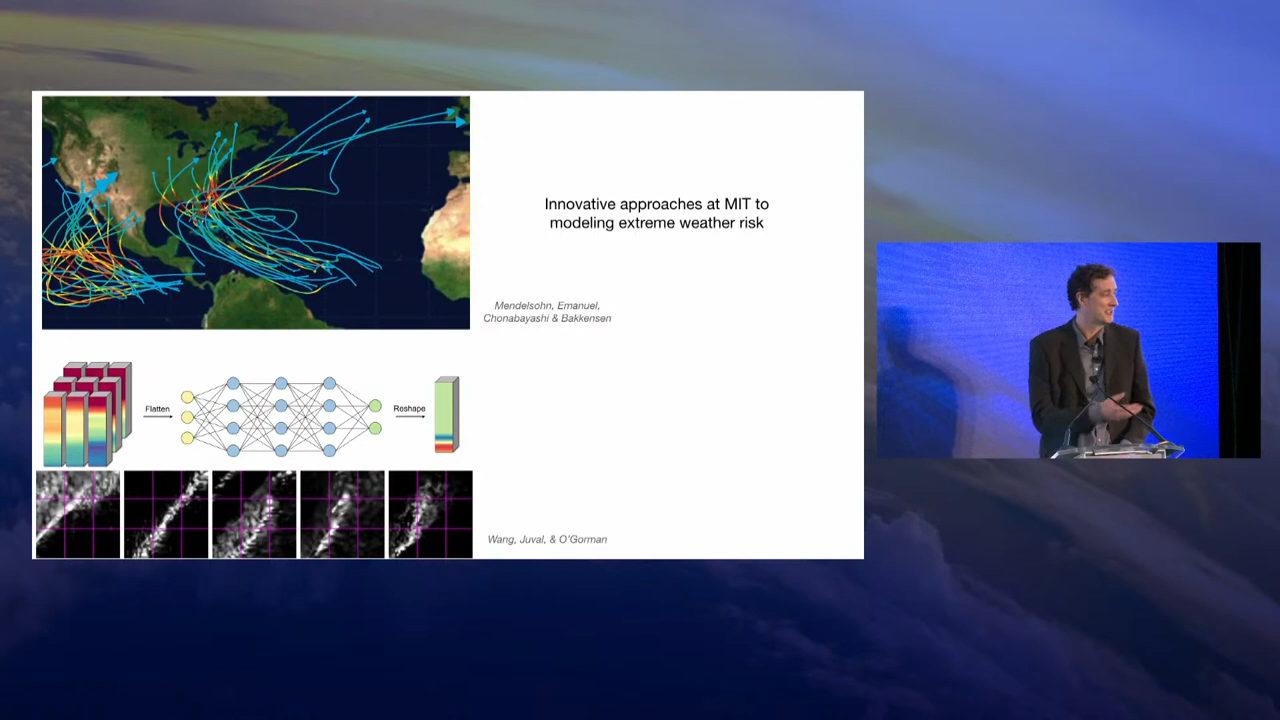 Innovative approaches at MIT to
modeling extreme weather risk
Mendelsohn, Emanuel,
Chonabayashi & Bakkensen
Flatten
Reshape
Wang, Juval, & O'Gorman